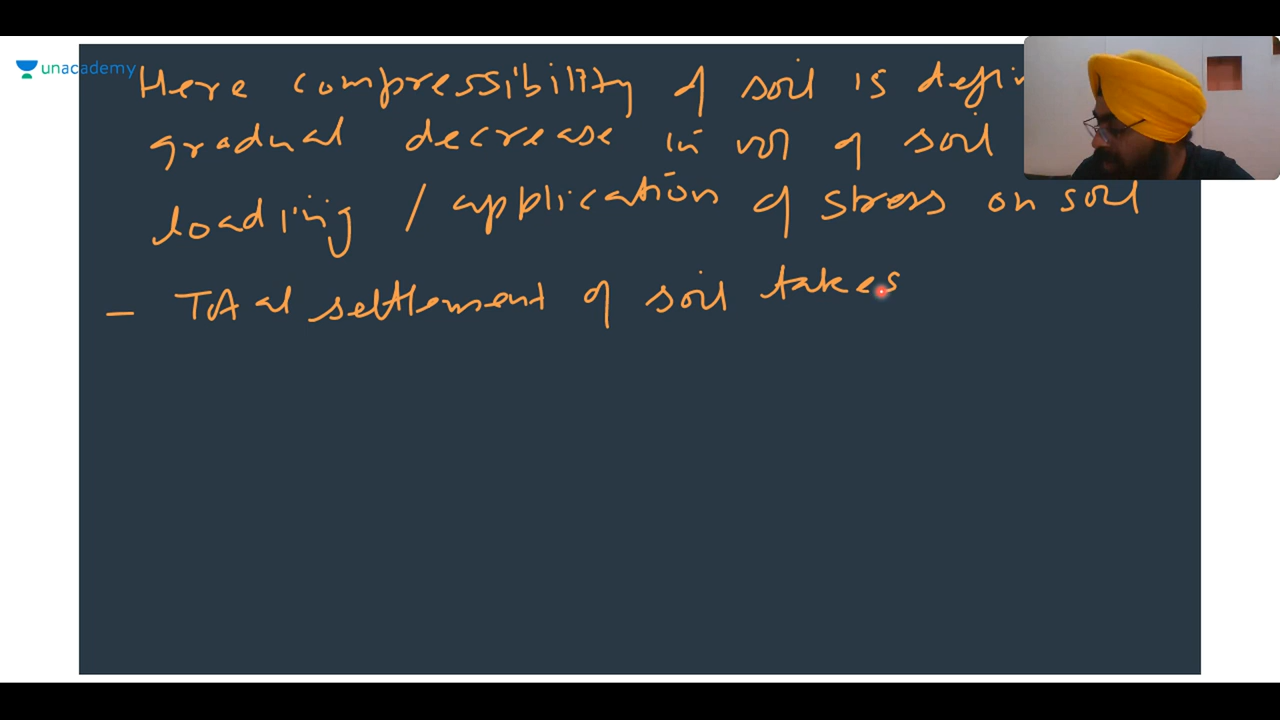 unacademy
Here compressibility of soil is defin
gradual decrease in vol of soil
loading / application of stress on soil
- Total settlement of soil takes